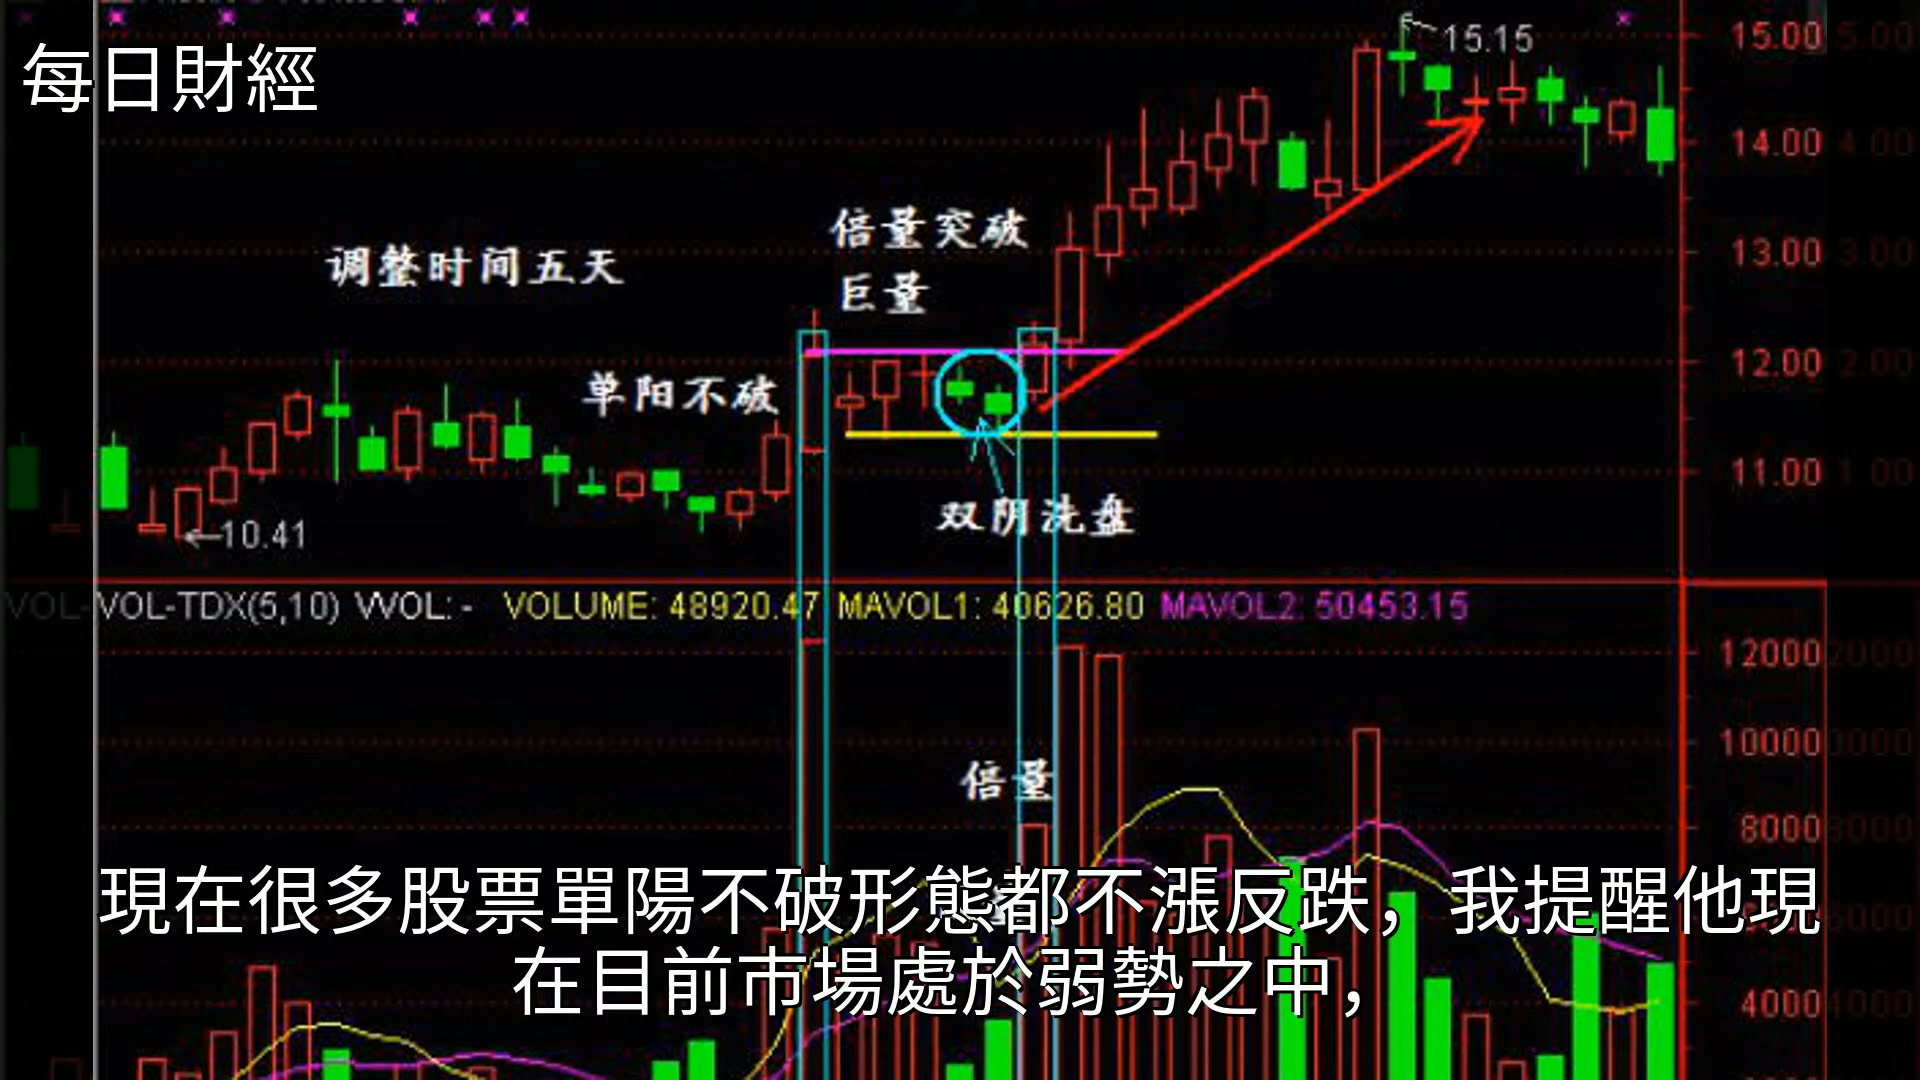 每日財經
15.15
15.00
14.00
倍量突破
巨量
调整时间五天
13.00
12.00
单阳不破
11.00
双阴洗盘
10.41
VOL-TDX(5,10) VVOL: - VOLUME: 48920.47 MAVOL1: 40626.80 MAVOL2: 50453.15
12000
10000
倍量
8000
現在很多股票單陽不破形態都不漲反跌，我提醒他現
在目前市場處於弱勢之中，
4000